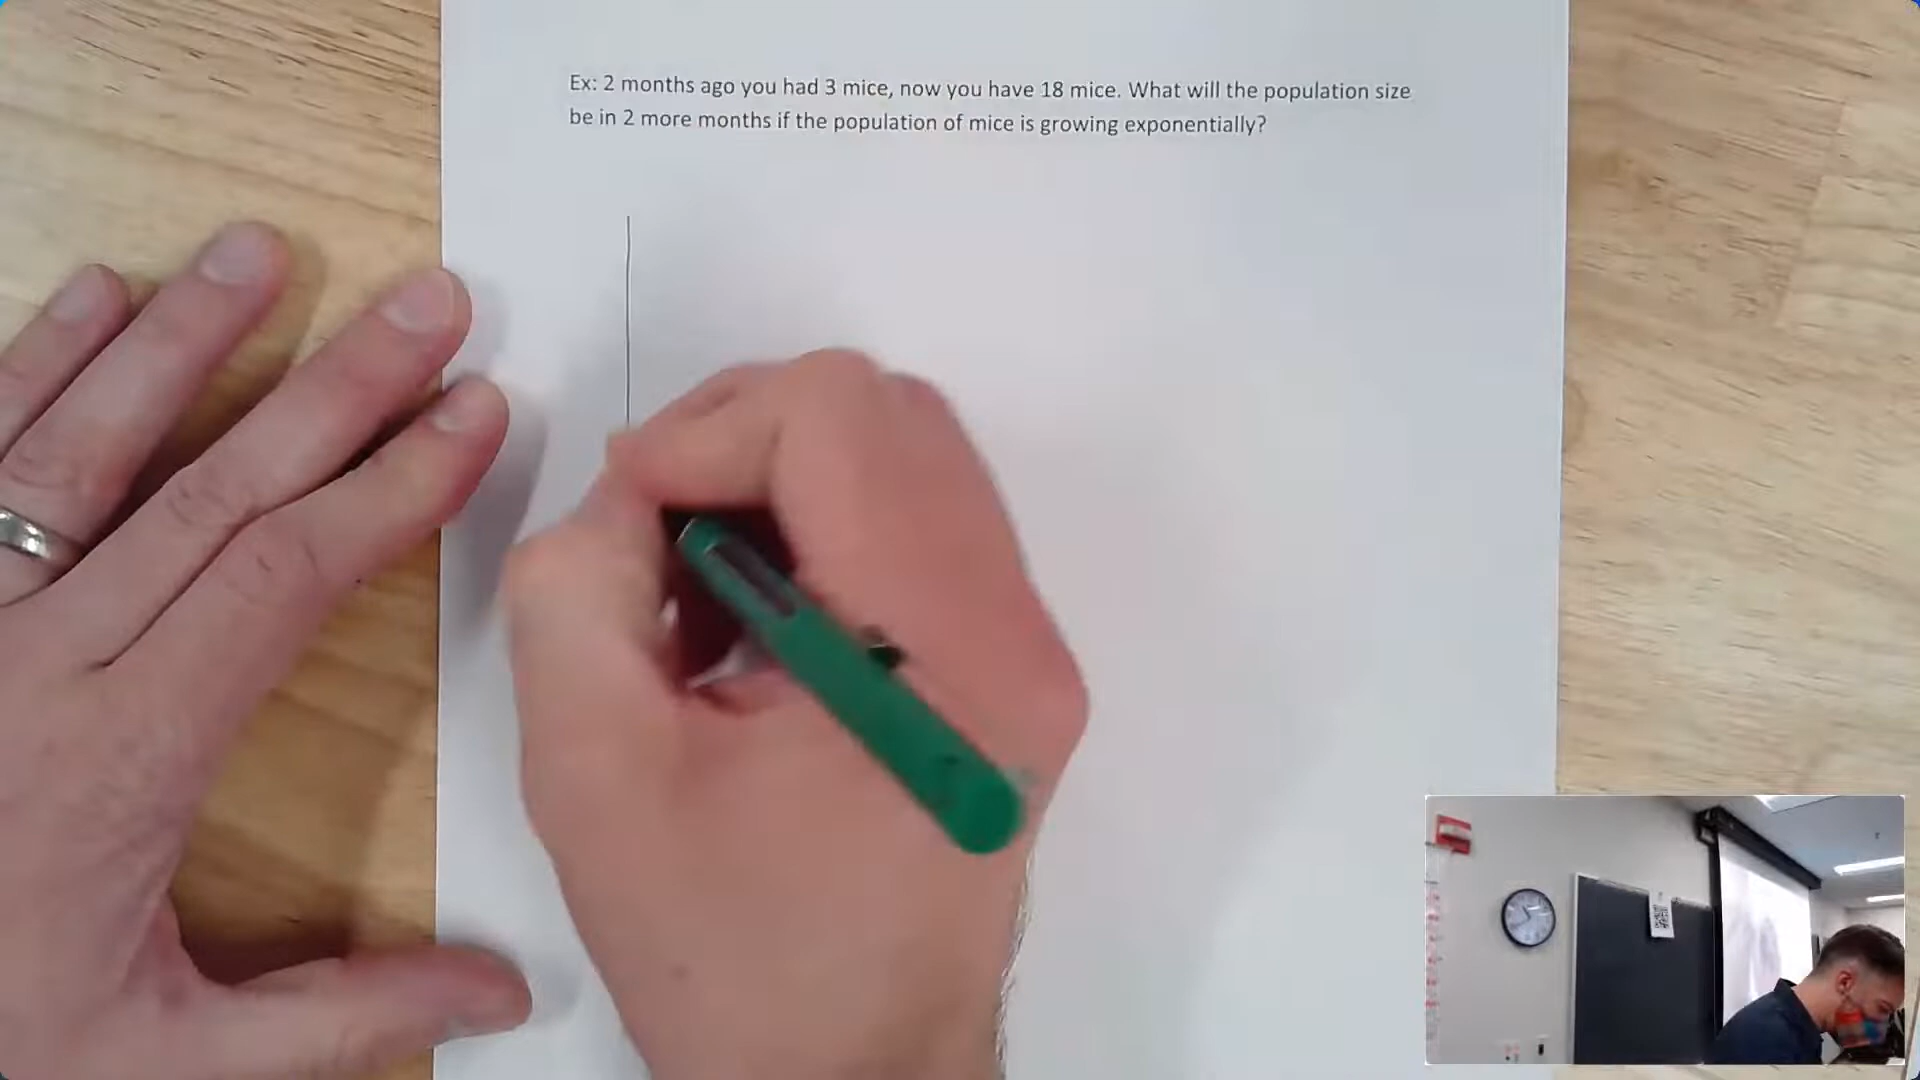 Ex: 2 months ago you had 3 mice, now you have 18 mice. What will the population size
be in 2 more months if the population of mice is growing exponentially?